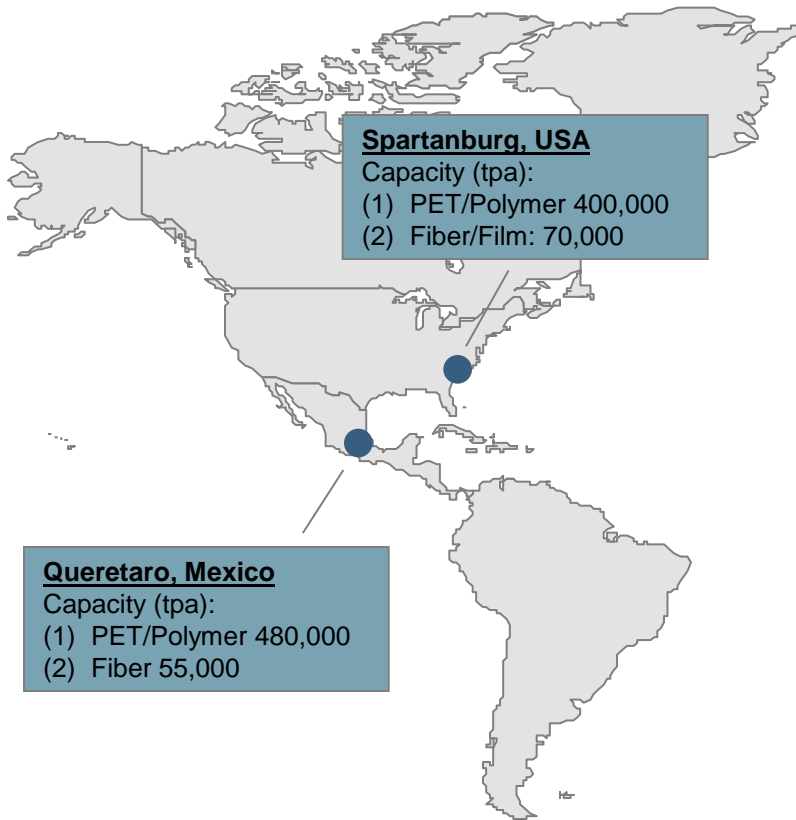 Spartanburg, USA
Capacity (tpa):
(1) PET/Polymer 400,000
(2) Fiber/Film: 70,000
Queretaro, Mexico
Capacity (tpa):
(1) PET/Polymer 480,000
(2) Fiber 55,000